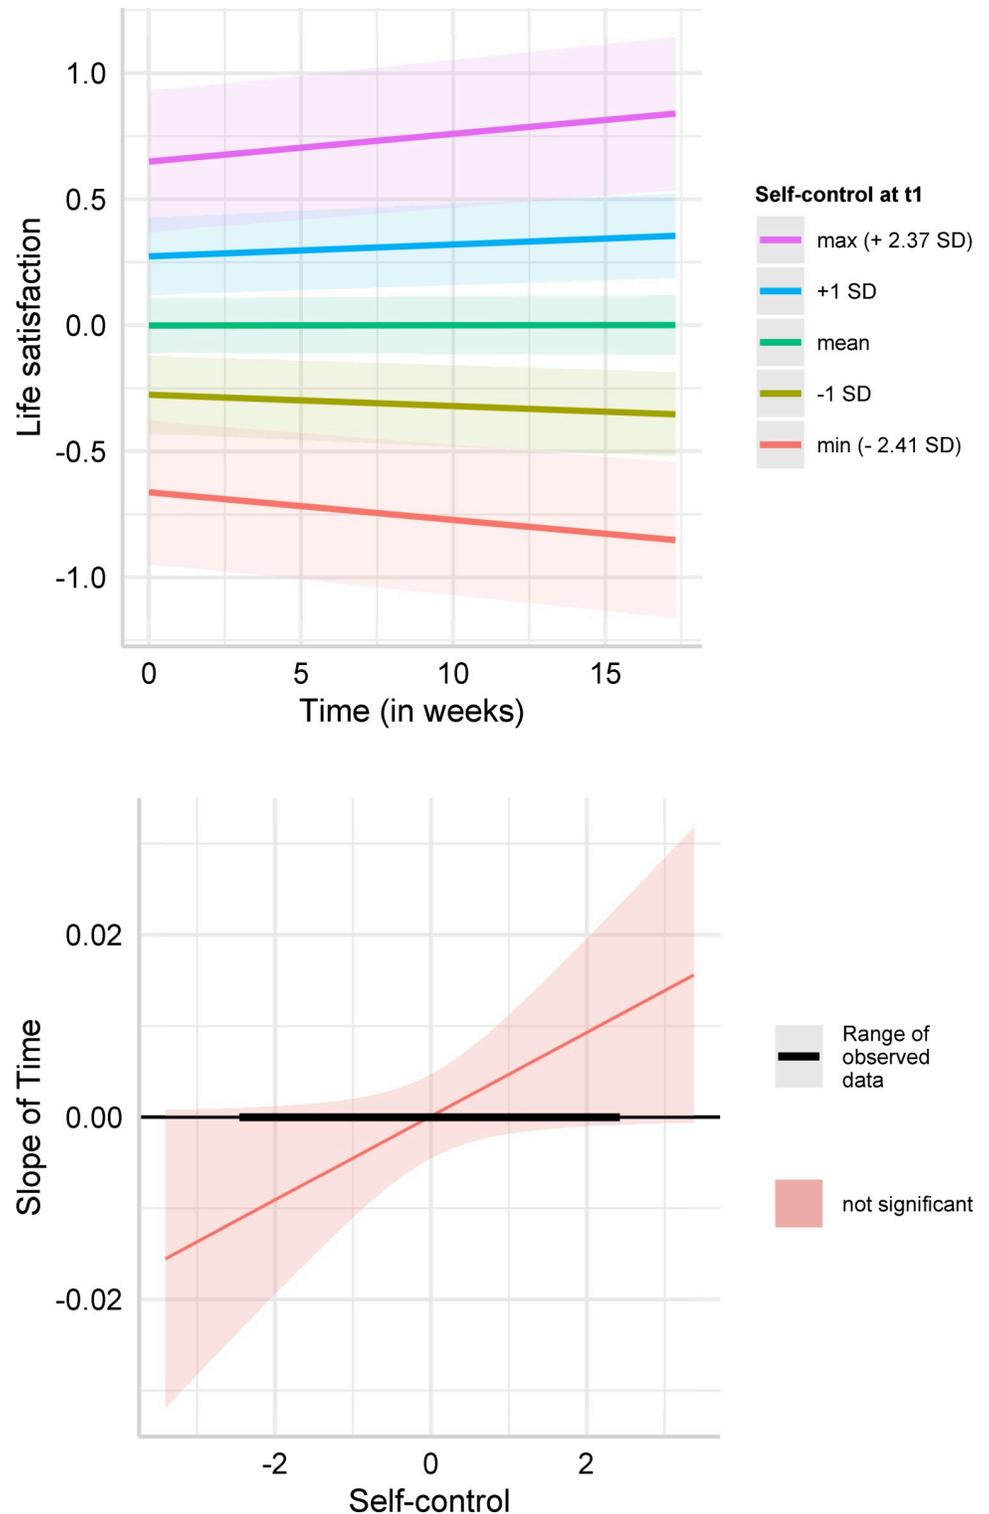 1.0
0.5
0.0
-0.5
-1.0
Life satisfaction
0 5 10 15
Time (in weeks)
Self-control at t1
max (+ 2.37 SD)
+1 SD
mean
-1 SD
min (- 2.41 SD)
0.02
0.00
-0.02
Slope of Time
-2 0 2
Self-control
Range of
observed
data
not significant